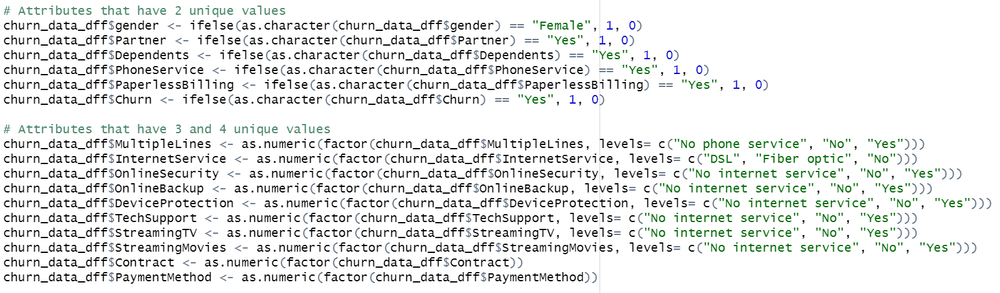 # Attributes that have 2 unique values
churn_data_dff$gender <- ifelse(as.character(churn_data_dff$gender) == "Female", 1, 0)
churn_data_dff$Partner <- ifelse(as.character(churn_data_dff$Partner) == "Yes", 1, 0)
churn_data_dff$Dependents <- ifelse(as.character(churn_data_dff$Dependents) == "Yes", 1, 0)
churn_data_dff$PhoneService <- ifelse(as.character(churn_data_dff$PhoneService) == "Yes", 1, 0)
churn_data_dff$PaperlessBilling <- ifelse(as.character(churn_data_dff$PaperlessBilling) == "Yes", 1, 0)
churn_data_dff$Churn <- ifelse(as.character(churn_data_dff$Churn) == "Yes", 1, 0)

# Attributes that have 3 and 4 unique values
churn_data_dff$MultipleLines <- as.numeric(factor(churn_data_dff$MultipleLines, levels= c("No phone service", "No", "Yes")))
churn_data_dff$InternetService <- as.numeric(factor(churn_data_dff$InternetService, levels= c("DSL", "Fiber optic", "No")))
churn_data_dff$OnlineSecurity <- as.numeric(factor(churn_data_dff$OnlineSecurity, levels= c("No internet service", "No", "Yes")))
churn_data_dff$OnlineBackup <- as.numeric(factor(churn_data_dff$OnlineBackup, levels= c("No internet service", "No", "Yes")))
churn_data_dff$DeviceProtection <- as.numeric(factor(churn_data_dff$DeviceProtection, levels= c("No internet service", "No", "Yes")))
churn_data_dff$TechSupport <- as.numeric(factor(churn_data_dff$TechSupport, levels= c("No internet service", "No", "Yes")))
churn_data_dff$StreamingTV <- as.numeric(factor(churn_data_dff$StreamingTV, levels= c("No internet service", "No", "Yes")))
churn_data_dff$StreamingMovies <- as.numeric(factor(churn_data_dff$StreamingMovies, levels= c("No internet service", "No", "Yes")))
churn_data_dff$Contract <- as.numeric(factor(churn_data_dff$Contract))
churn_data_dff$PaymentMethod <- as.numeric(factor(churn_data_dff$PaymentMethod))